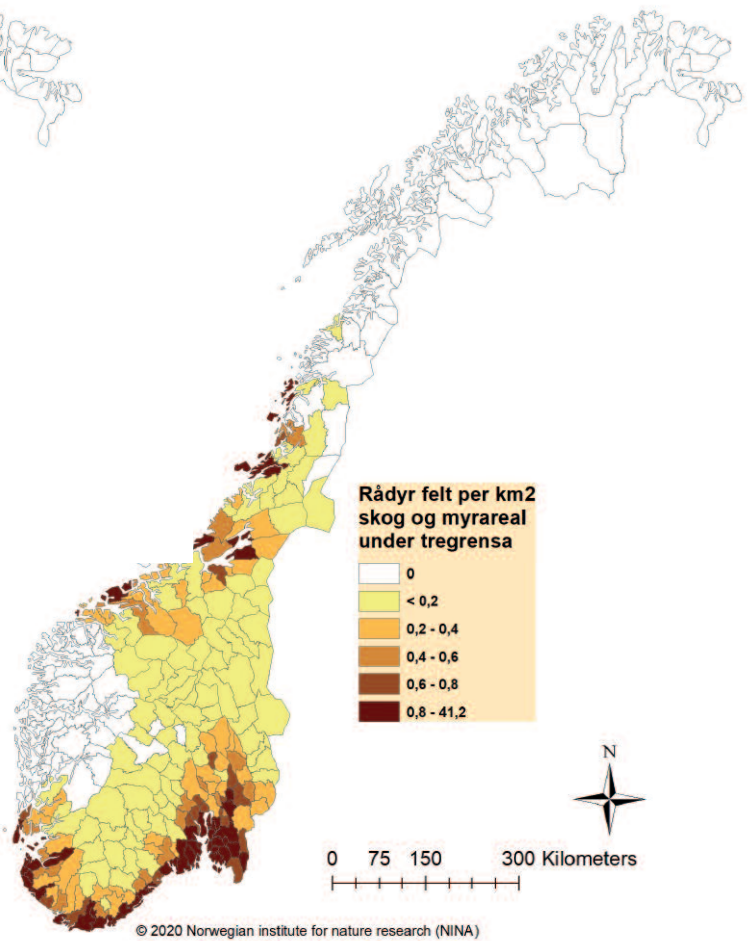 Rådyr felt per km2
skog og myrareal
under tregrensa
0
< 0,2
0,2 - 0,4
0,4 - 0,6
0,6 - 0,8
0,8 - 41,2
N
0 75 150 300 Kilometers
© 2020 Norwegian institute for nature research (NINA)